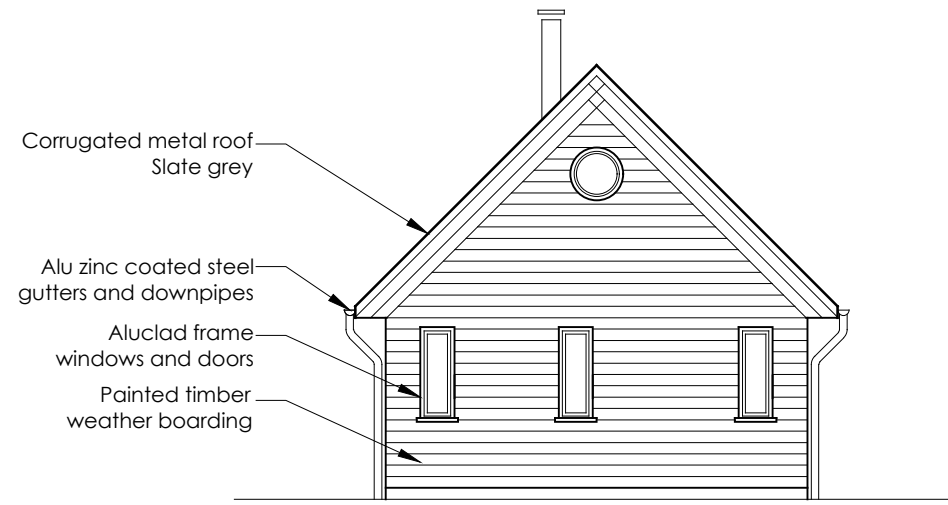 Corrugated metal roof
Slate grey
Alu zinc coated steel
gutters and downpipes
Aluclad frame
windows and doors
Painted timber
weather boarding